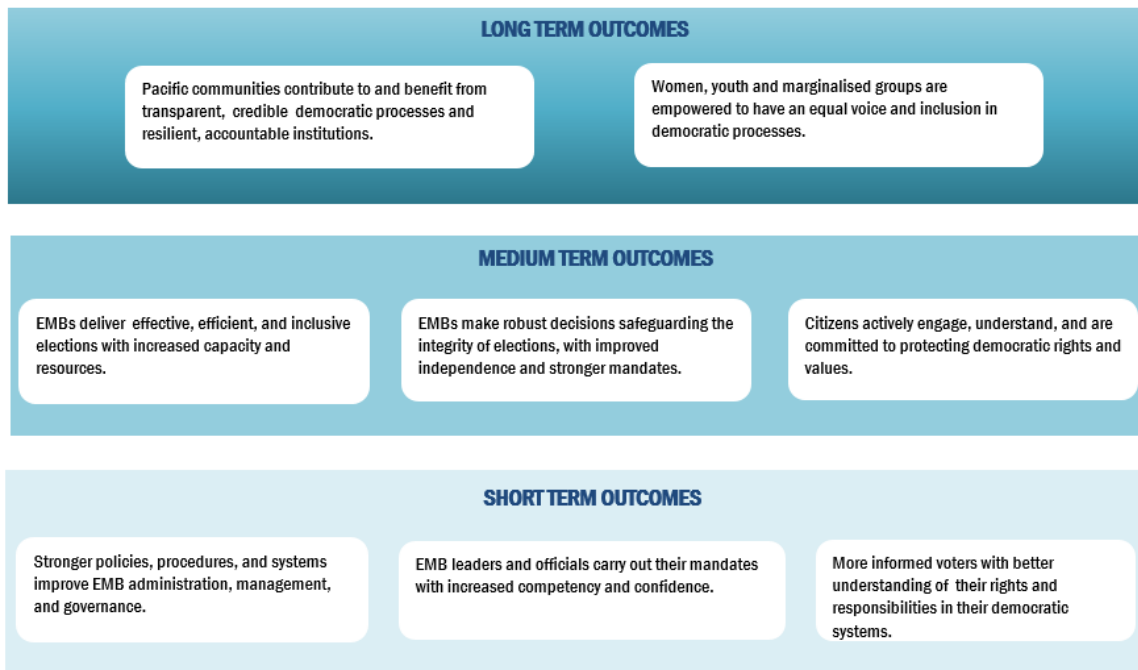 LONG TERM OUTCOMES
Pacific communities contribute to and benefit from
transparent, credible democratic processes and
resilient, accountable institutions.
Women, youth and marginalised groups are
empowered to have an equal voice and inclusion in
democratic processes.
MEDIUM TERM OUTCOMES
EMBs deliver effective, efficient, and inclusive
elections with increased capacity and
resources.
EMBs make robust decisions safeguarding the
integrity of elections, with improved
independence and stronger mandates.
Citizens actively engage, understand, and are
committed to protecting democratic rights and
values.
SHORT TERM OUTCOMES
Stronger policies, procedures, and systems
improve EMB administration, management,
and governance.
EMB leaders and officials carry out their mandates
with increased competency and confidence.
More informed voters with better
understanding of their rights and
responsibilities in their democratic
systems.